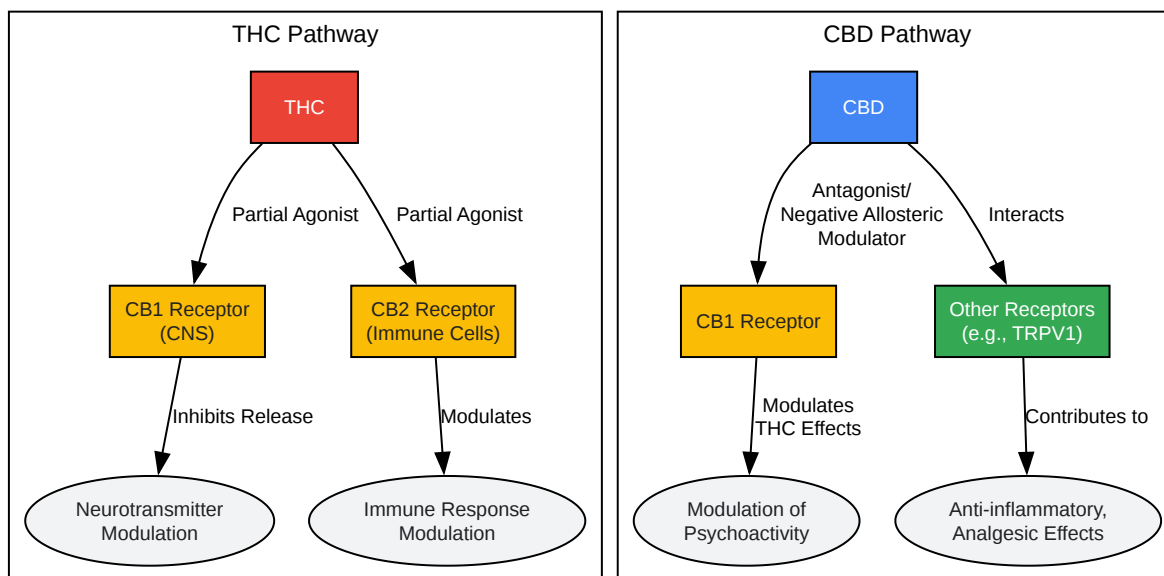 THC Pathway
THC
Partial Agonist
Partial Agonist
CB1 Receptor
(CNS)
CB2 Receptor
(Immune Cells)
Inhibits Release
Modulates
Neurotransmitter
Modulation
Immune Response
Modulation
CBD Pathway
CBD
Antagonist/
Negative Allosteric
Modulator
Interacts
CB1 Receptor
Other Receptors
(e.g., TRPV1)
Modulates
THC Effects
Contributes to
Modulation of
Psychoactivity
Anti-inflammatory,
Analgesic Effects